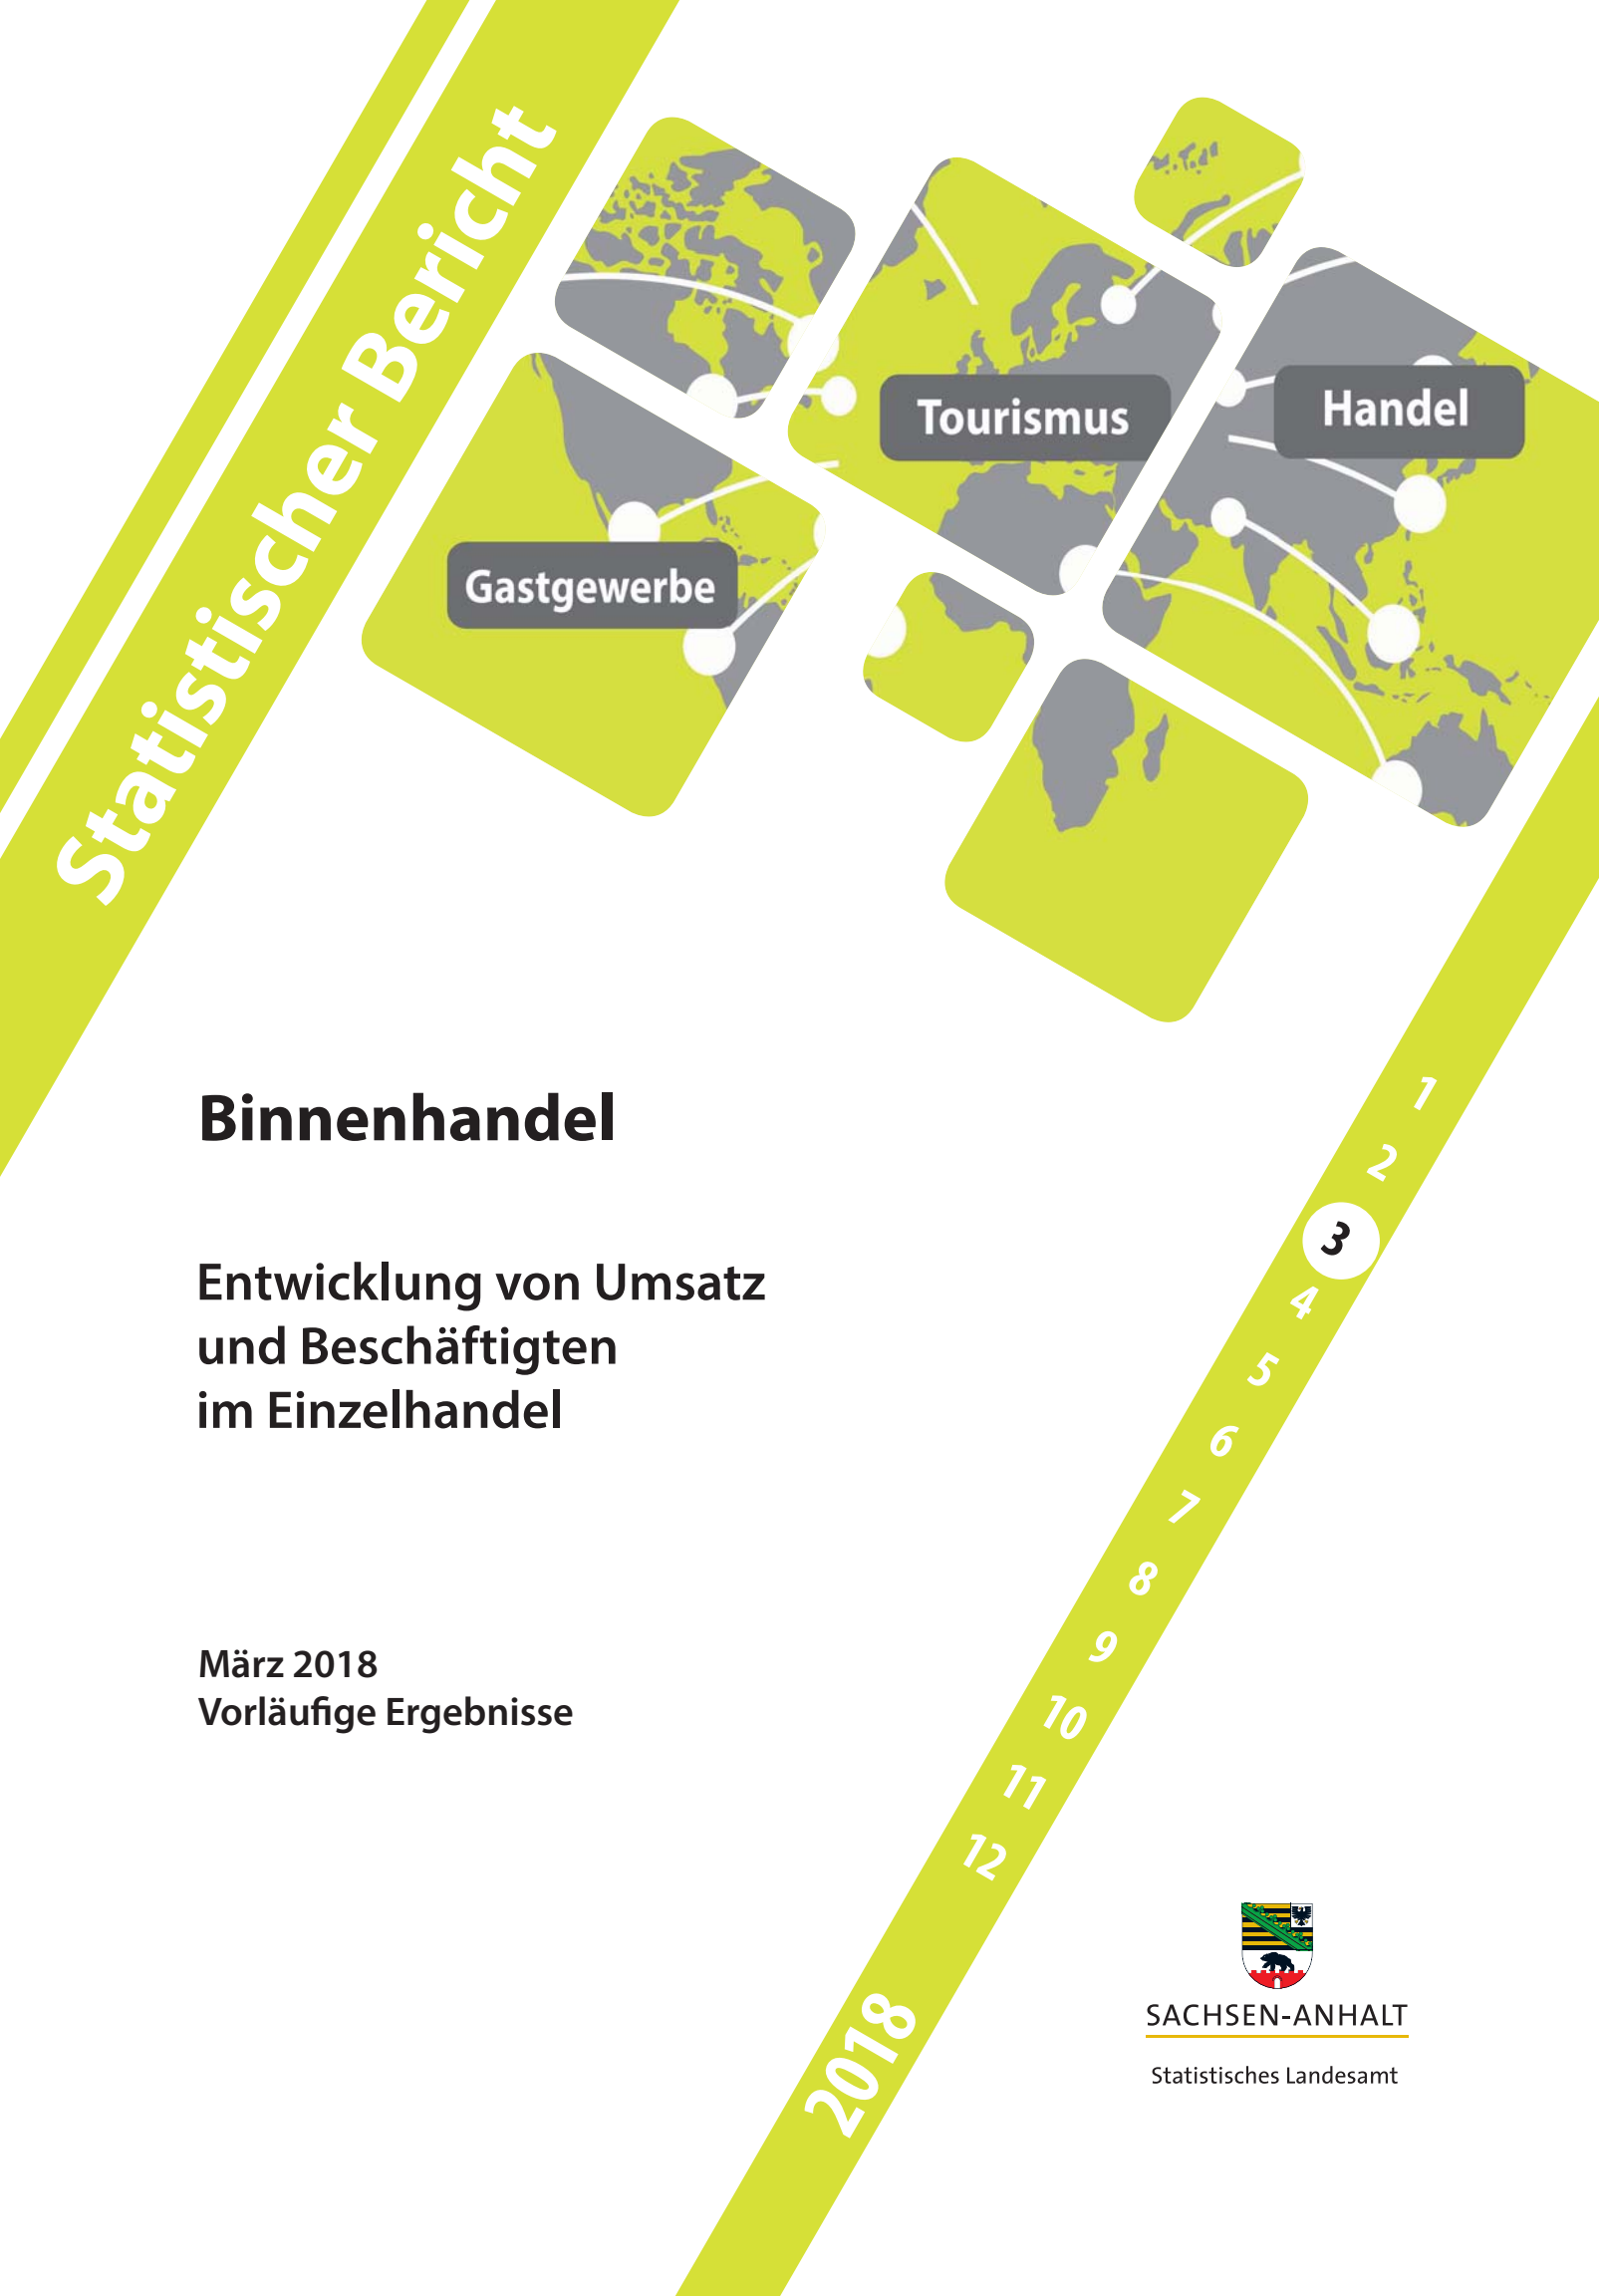 Statistischer Bericht
Tourismus
Handel
Gastgewerbe
Binnenhandel
Entwicklung von Umsatz
und Beschäftigten
im Einzelhandel
März 2018
Vorläufige Ergebnisse
1
2
3
4
5
6
7
8
9
10
11
12
2018
SACHSEN-ANHALT
Statistisches Landesamt